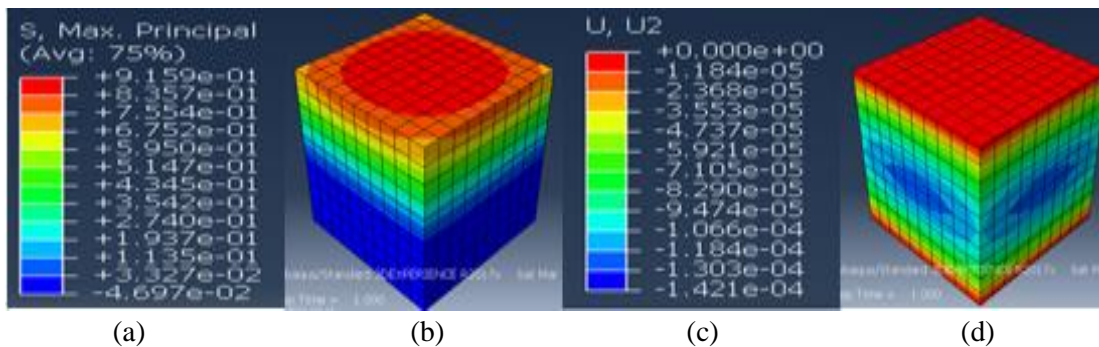 S, Max. Principal
(Avg: 75%)
+9.159e-01
+8.357e-01
+7.554e-01
+6.752e-01
+5.950e-01
+5.147e-01
+4.345e-01
+3.542e-01
+2.740e-01
+1.937e-01
+1.135e-01
+3.327e-02
-4.697e-02
1.000
U, U2
+0.000e+00
-1.184e-05
-2.368e-05
-3.553e-05
-4.737e-05
-5.921e-05
-7.105e-05
-8.290e-05
-9.474e-05
-1.066e-04
-1.184e-04
-1.303e-04
-1.421e-04
1.000
(a) (b) (c) (d)